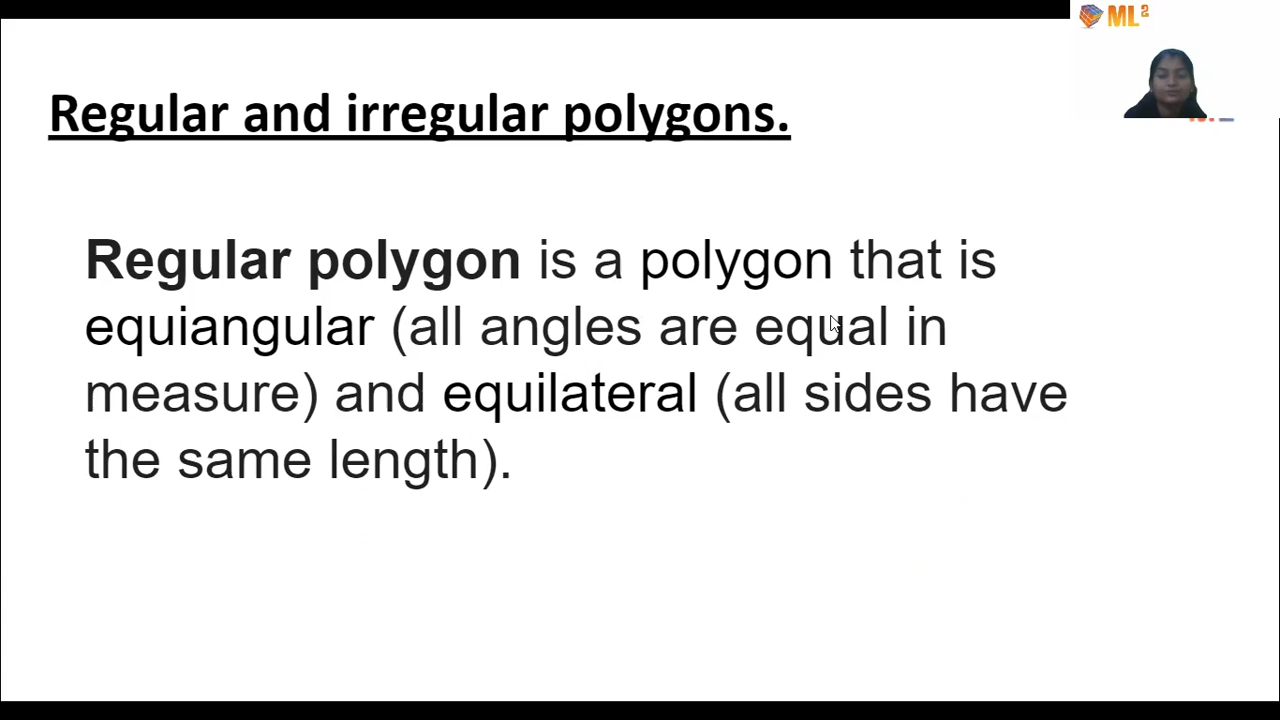 ML²
Regular and irregular polygons.
Regular polygon is a polygon that is
equiangular (all angles are equal in
measure) and equilateral (all sides have
the same length).